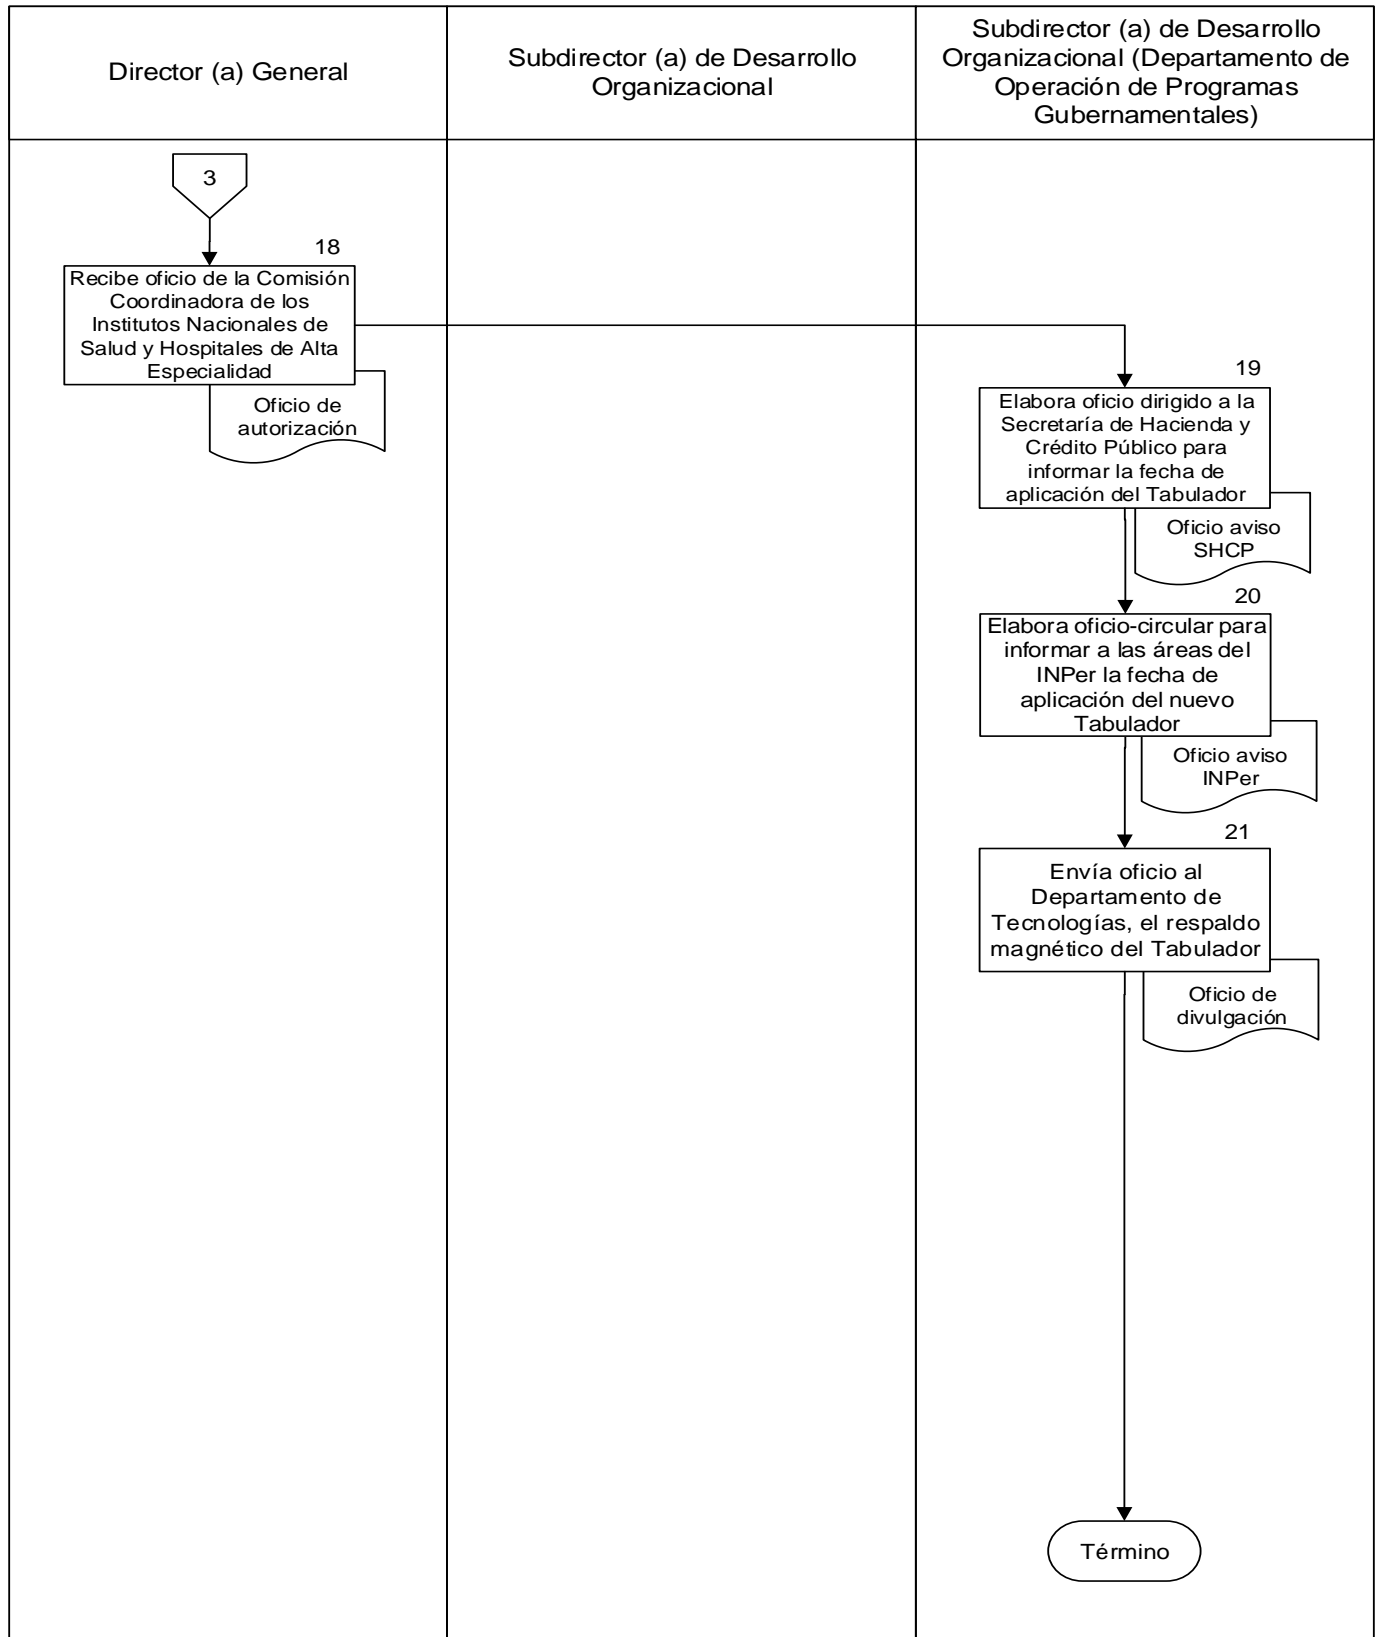 Director (a) General
Subdirector (a) de Desarrollo
Organizacional
Subdirector (a) de Desarrollo
Organizacional (Departamento de
Operación de Programas
Gubernamentales)
3
18
Recibe oficio de la Comisión
Coordinadora de los
Institutos Nacionales de
Salud y Hospitales de Alta
Especialidad
Oficio de
autorización
19
Elabora oficio dirigido a la
Secretaría de Hacienda y
Crédito Público para
informar la fecha de
aplicación del Tabulador
Oficio aviso
SHCP
20
Elabora oficio-circular para
informar a las áreas del
INPer la fecha de
aplicación del nuevo
Tabulador
Oficio aviso
INPer
21
Envía oficio al
Departamento de
Tecnologías, el respaldo
magnético del Tabulador
Oficio de
divulgación
Término